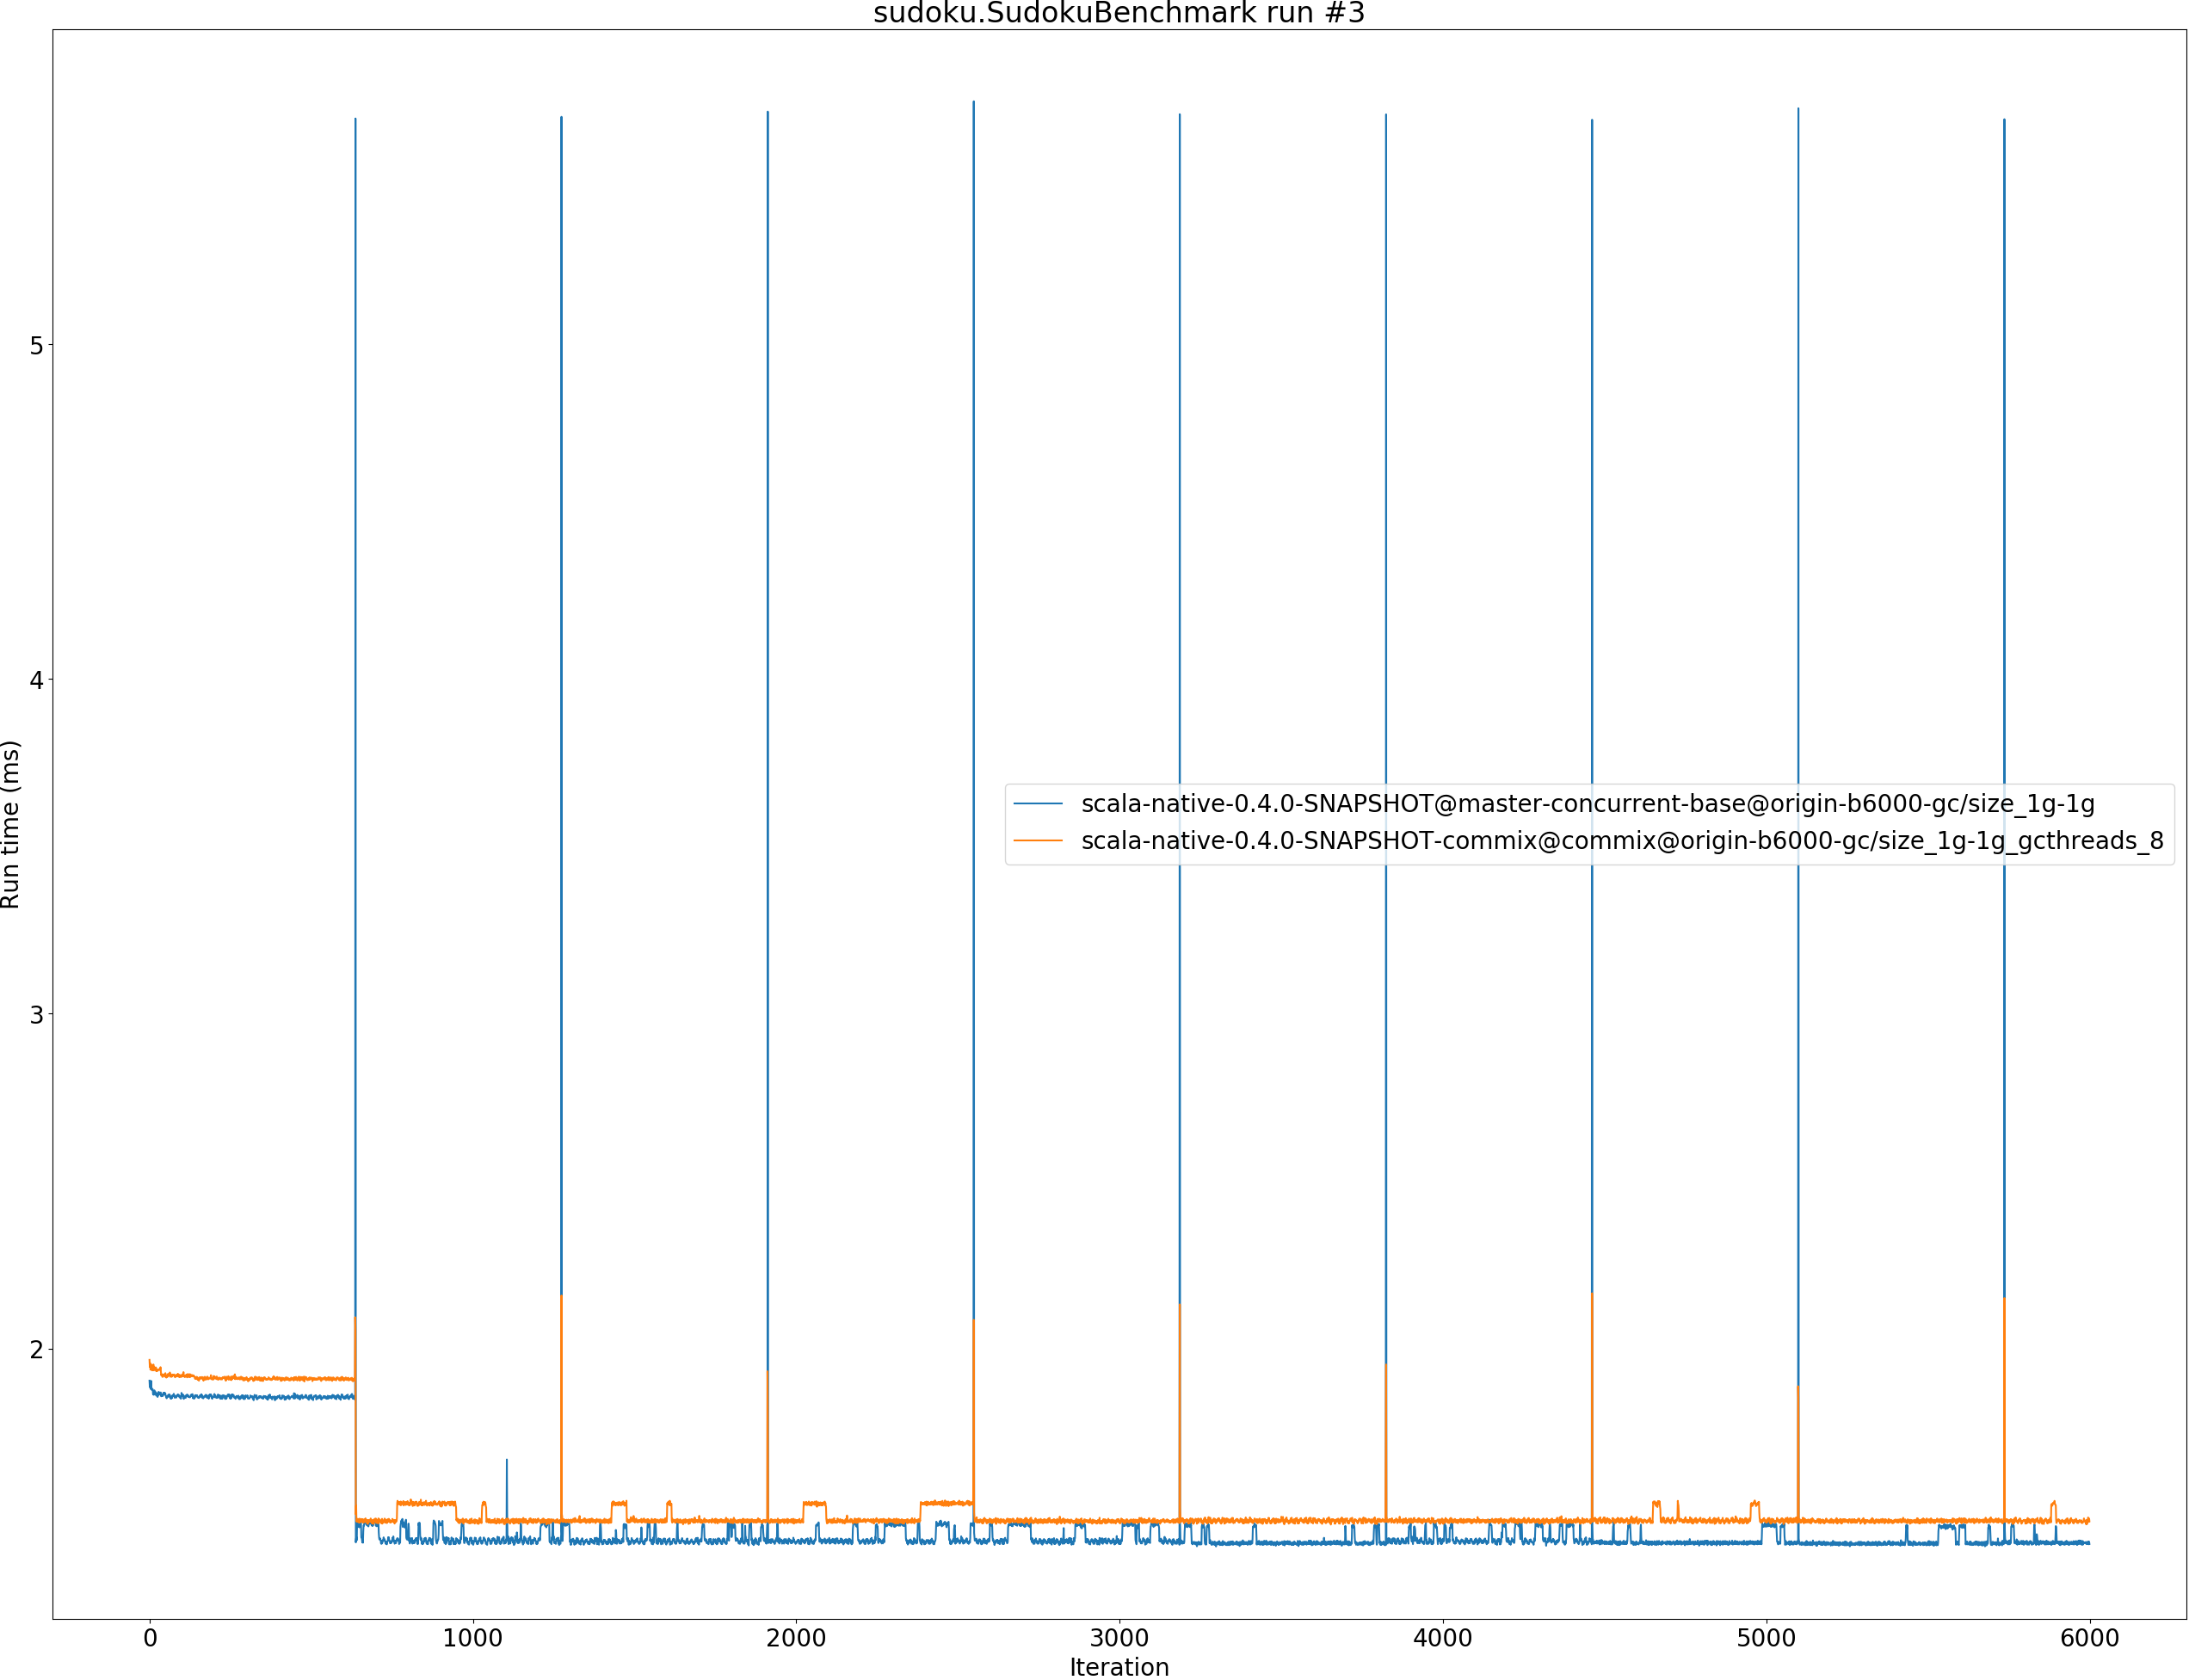 sudoku.SudokuBenchmark run #3
Run time (ms)
5
4
3
2
scala-native-0.4.0-SNAPSHOT@master-concurrent-base@origin-b6000-gc/size_1g-1g
scala-native-0.4.0-SNAPSHOT-commix@commix@origin-b6000-gc/size_1g-1g_gcthreads_8
0 1000 2000 3000 4000 5000 6000
Iteration